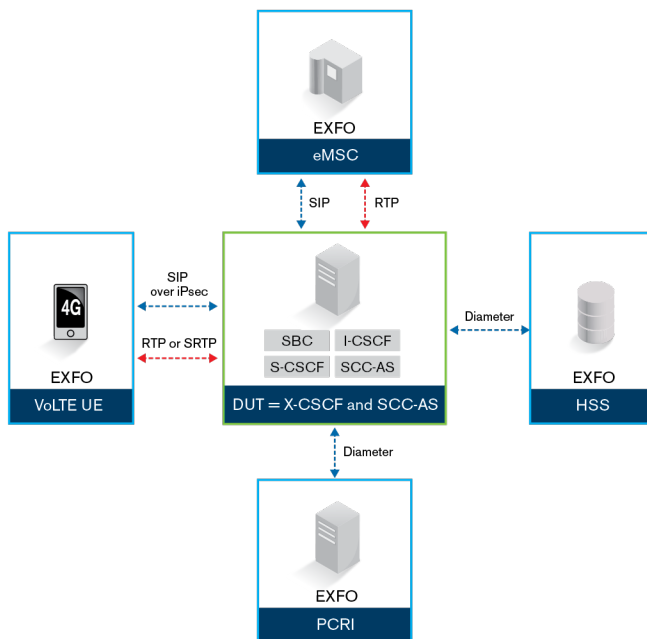 EXFO
eMSC
SIP
RTP
SIP
over iPsec
RTP or SRTP
4G
EXFO
VoLTE UE
SBC
I-CSCF
S-CSCF
SCC-AS
DUT = X-CSCF and SCC-AS
Diameter
EXFO
HSS
Diameter
EXFO
PCRI